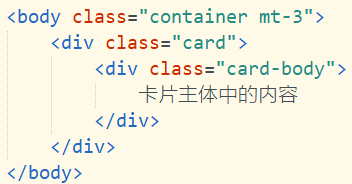 <body class="container mt-3">
<div class="card">
<div class="card-body">
卡片主体中的内容
</div>
</div>
</body>